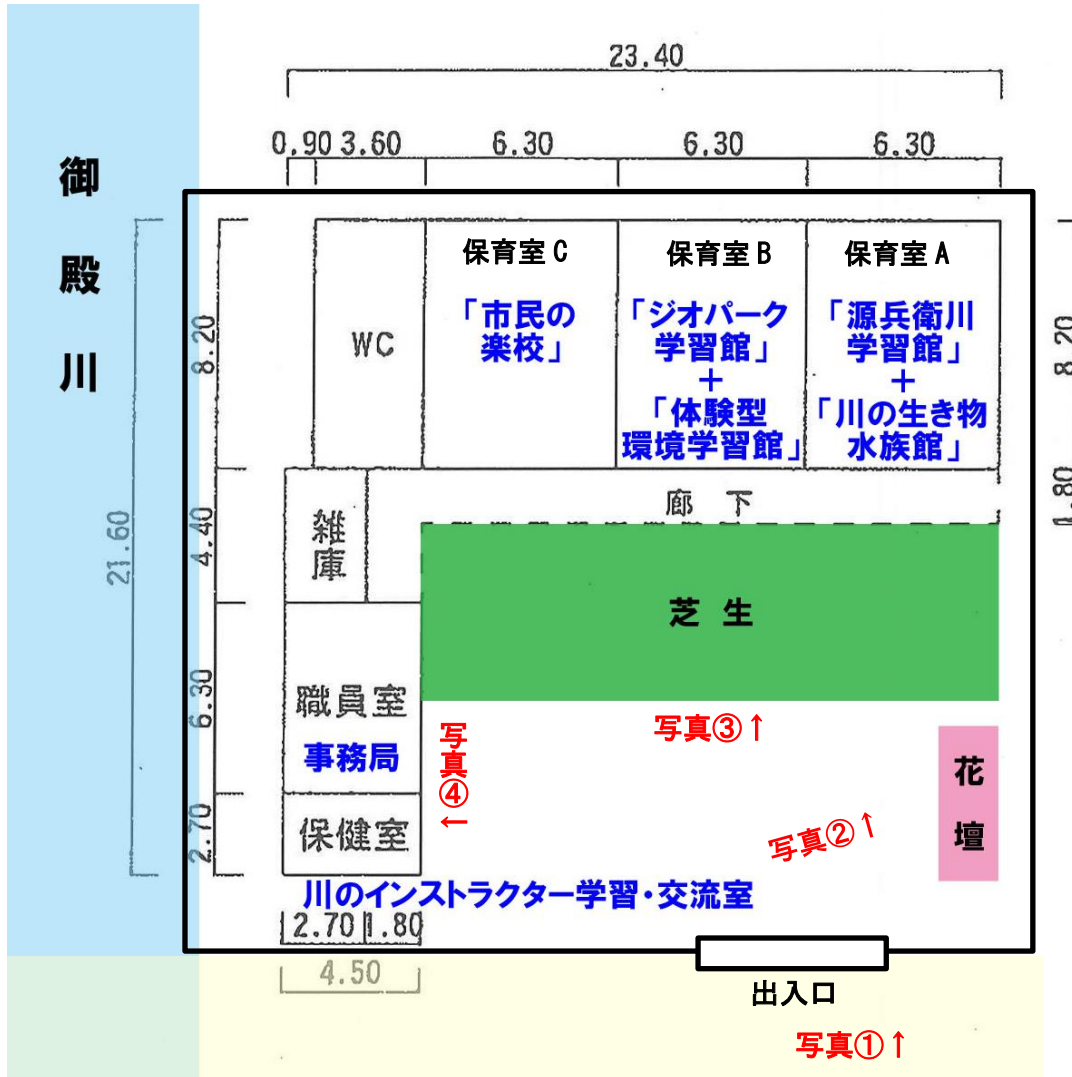 23.40
0.90 3.60 6.30 6.30 6.30
御殿川
保育室C
「市民の
楽校」
保育室B
「ジオパーク
学習館」
+
「体験型
環境学習館」
保育室A
「源兵衛川
学習館」
+
「川の生き物
水族館」
WC
8.20
8.20
1.80
廊下
雑庫
4.40
21.60
芝生
職員室
事務局
6.30
写真③↑
写真④
←
花壇
写真②↑
保健室
2.70
川のインストラクター学習・交流室
2.70 1.80
4.50
出入口
写真①↑